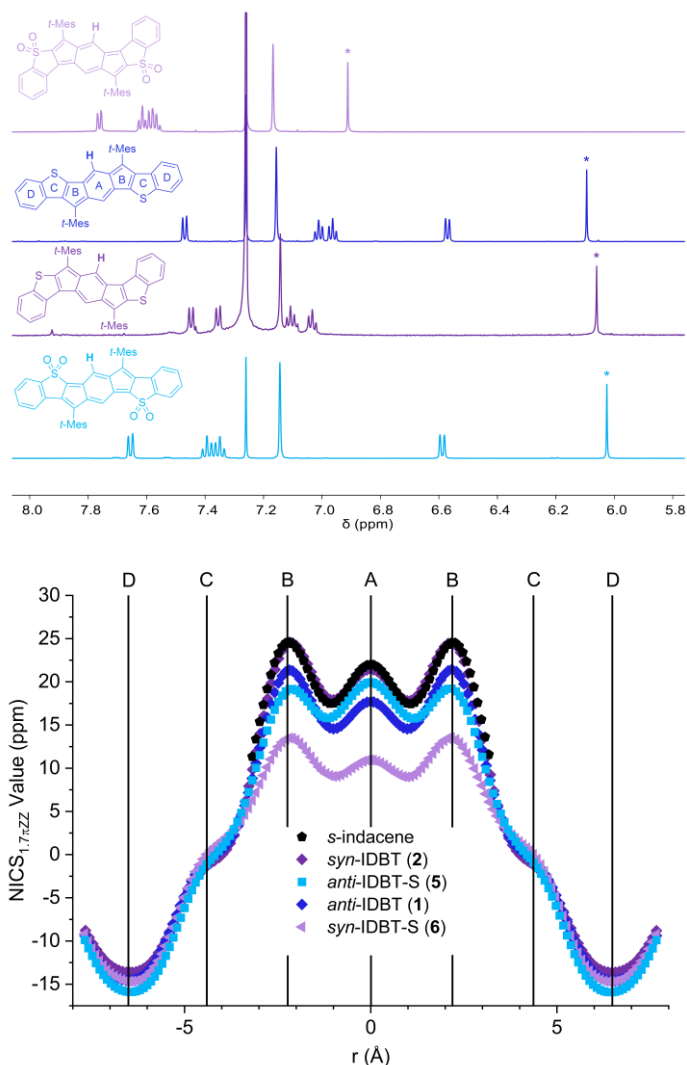 t-Mes
H
O
O
S
S
O
O
t-Mes
*
t-Mes
S
H
D
C
B
A
B
C
D
S
t-Mes
*
t-Mes
H
S
S
t-Mes
*
O
O
S
H
t-Mes
t-Mes
S
O
O
*
8.0 7.8 7.6 7.4 7.2 7.0 6.8 6.6 6.4 6.2 6.0 5.8
δ (ppm)
D C B A B C D
30
25
20
15
10
5
0
-5
-10
-15
NICS1.7πZZ Value (ppm)
s-indacene
syn-IDBT (2)
anti-IDBT-S (5)
anti-IDBT (1)
syn-IDBT-S (6)
-5 0 5
r (Å)